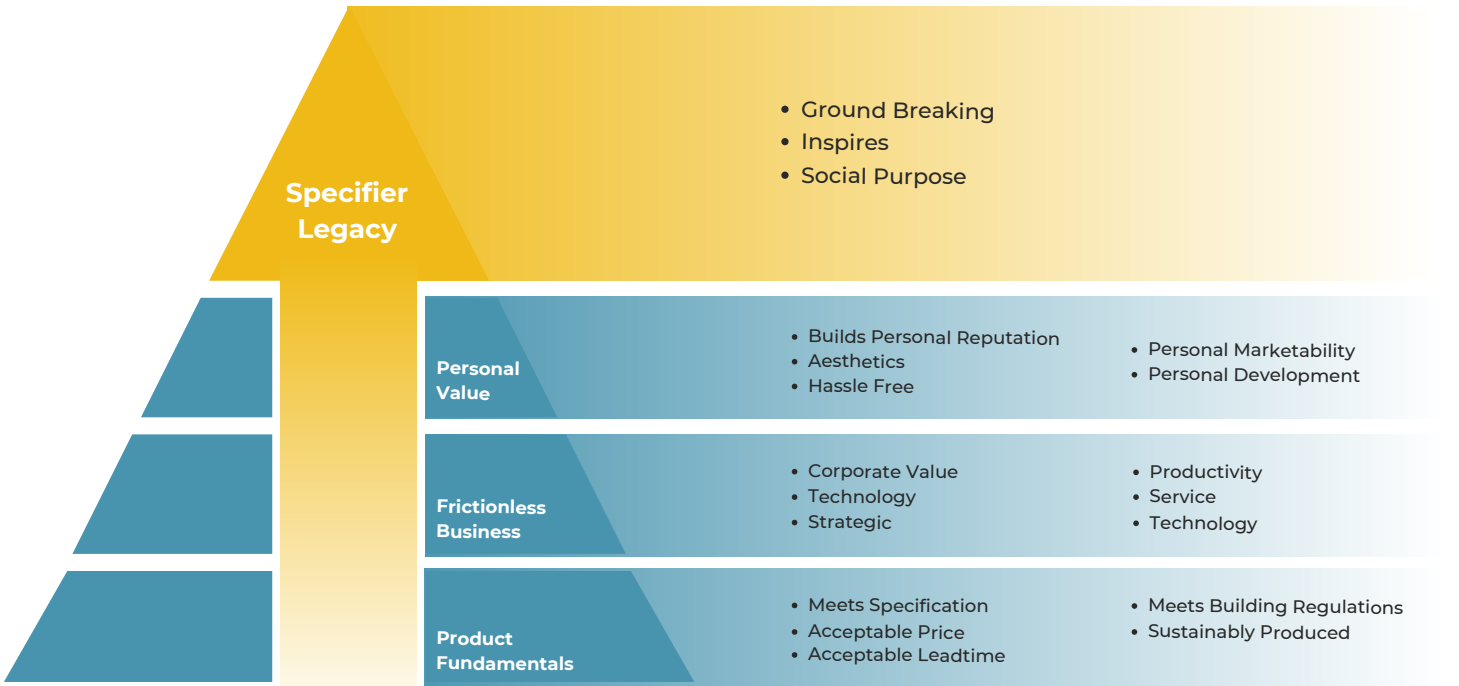 Specifier
Legacy
• Ground Breaking
• Inspires
• Social Purpose
Personal
Value
• Builds Personal Reputation
• Aesthetics
• Hassle Free
• Personal Marketability
• Personal Development
Frictionless
Business
• Corporate Value
• Technology
• Strategic
• Productivity
• Service
• Technology
Product
Fundamentals
• Meets Specification
• Acceptable Price
• Acceptable Leadtime
• Meets Building Regulations
• Sustainably Produced